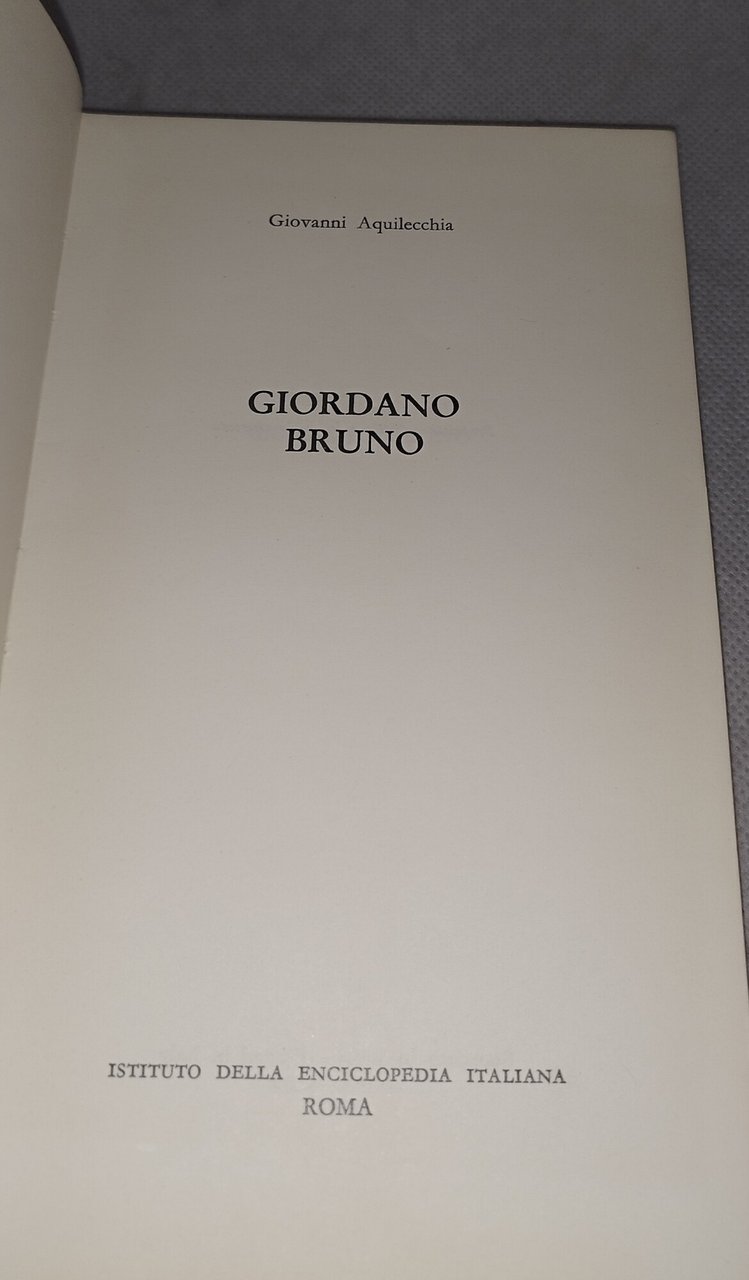 Giovanni Aquilecchia
GIORDANO
BRUNO
ISTITUTO DELLA ENCICLOPEDIA ITALIANA
ROMA